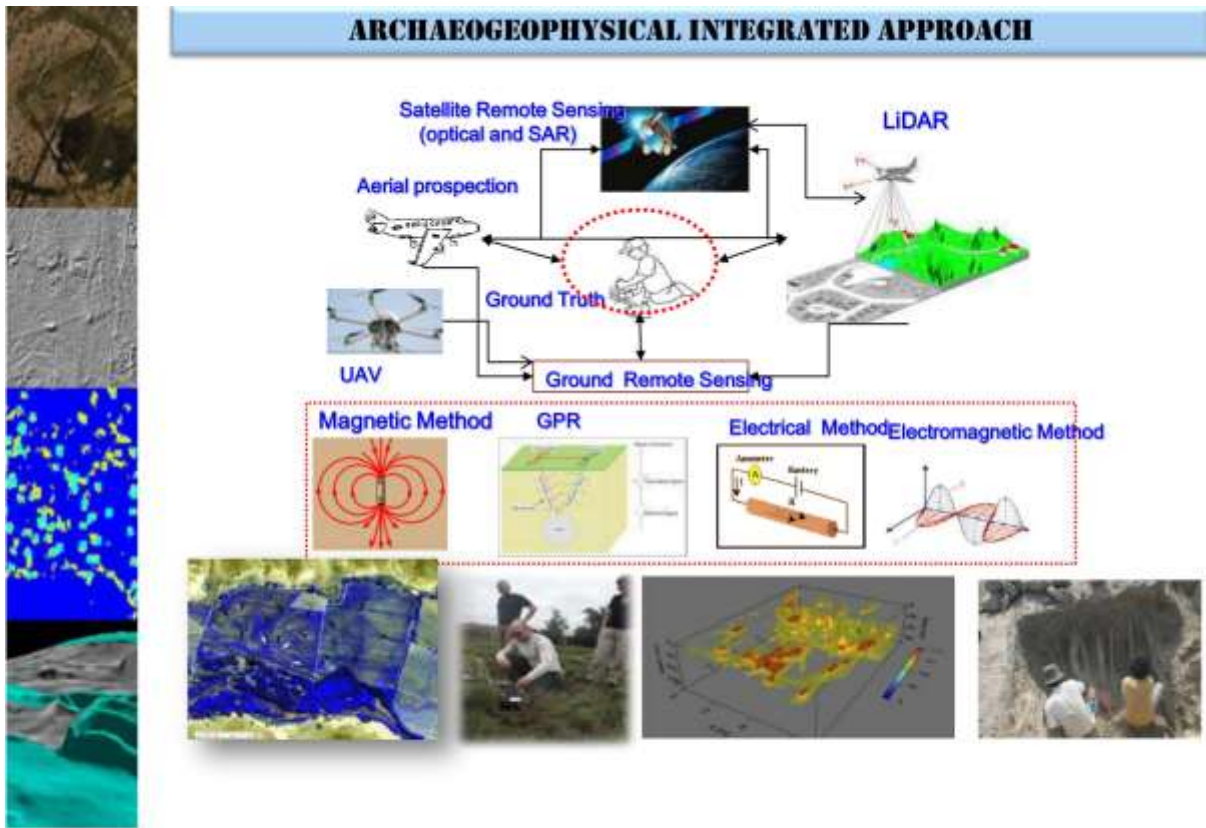 ARCHAEOGEOPHYSICAL INTEGRATED APPROACH
Satellite Remote Sensing
(optical and SAR)
LiDAR
Aerial prospection
Ground Truth
UAV
Ground Remote Sensing
Magnetic Method
GPR
Electrical Method
Electromagnetic Method
Ammeter
Battery
A